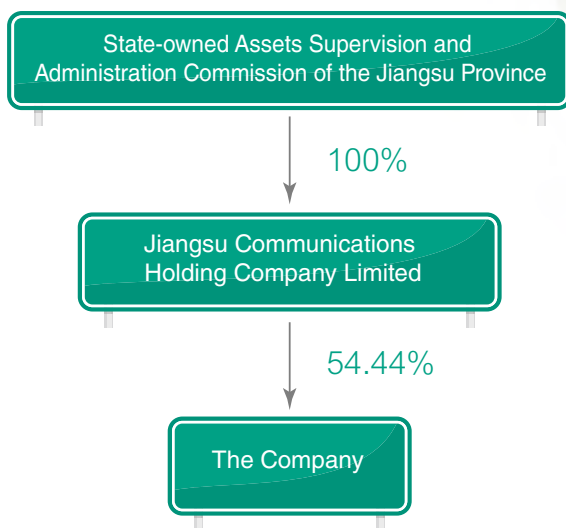 State-owned Assets Supervision and
Administration Commission of the Jiangsu Province
100%
Jiangsu Communications
Holding Company Limited
54.44%
The Company